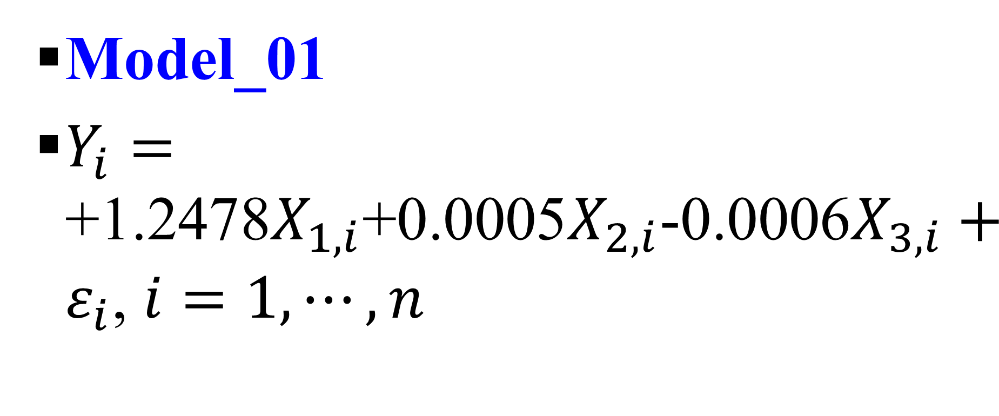 ▪Model_01
▪Yᵢ =
+1.2478X₁,ᵢ+0.0005X₂,ᵢ-0.0006X₃,ᵢ +
εᵢ, i = 1, ⋯ , n